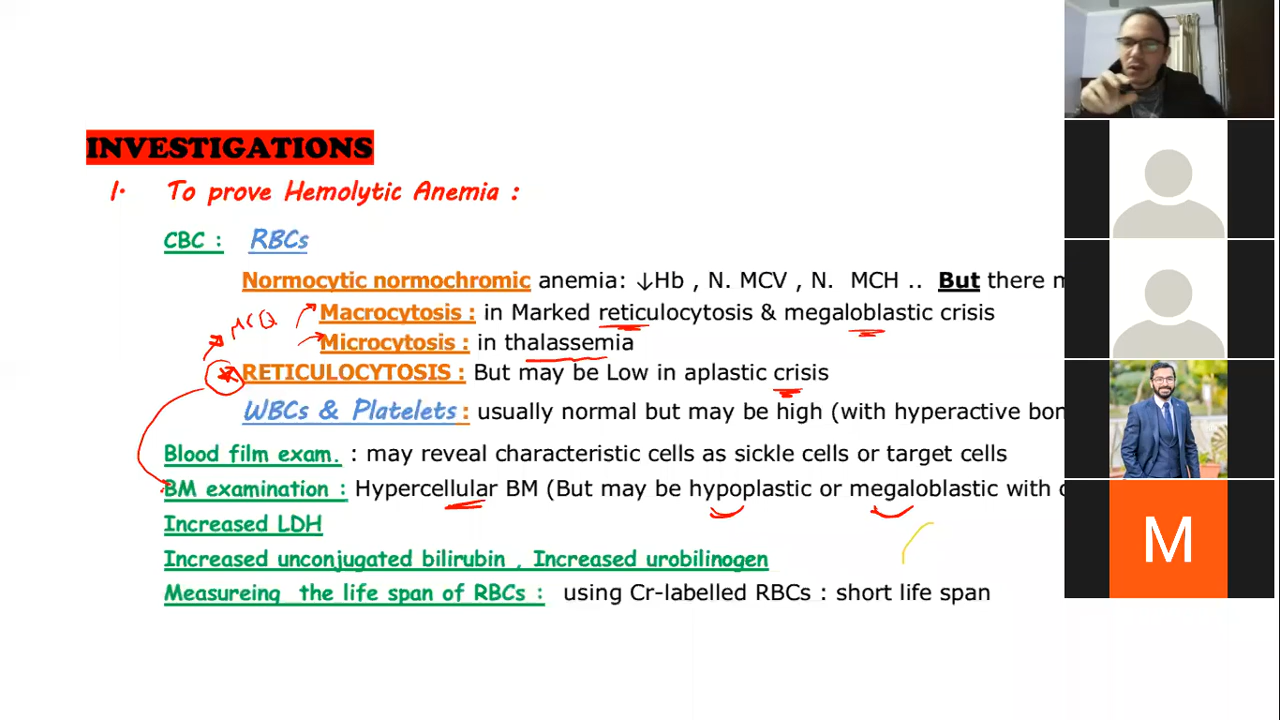 INVESTIGATIONS
1. To prove Hemolytic Anemia :
CBC : RBCs
Normocytic normochromic anemia: ↓Hb , N. MCV , N. MCH .. But there m
Macrocytosis : in Marked reticulocytosis & megaloblastic crisis
MCQ
Microcytosis : in thalassemia
RETICULOCYTOSIS : But may be Low in aplastic crisis
WBCs & Platelets : usually normal but may be high (with hyperactive bon
Blood film exam. : may reveal characteristic cells as sickle cells or target cells
BM examination : Hypercellular BM (But may be hypoplastic or megaloblastic with c
Increased LDH
Increased unconjugated bilirubin , Increased urobilinogen
Measureing the life span of RBCs : using Cr-labelled RBCs : short life span
M